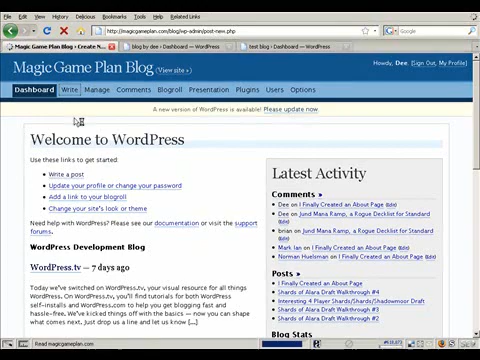 File Edit View History Delicious Bookmarks Tools Help Related Links
http://magicgameplan.com/blog/wp-admin/post-new.php
Magic Game Plan Blog › Create N...
blog by dee › Dashboard — WordPress
test blog › Dashboard — WordPress
Magic Game Plan Blog (View site »)
Howdy, Dee. [Sign Out, My Profile]
Dashboard Write Manage Comments Blogroll Presentation Plugins Users Options
A new version of WordPress is available! Please update now.
Welcome to WordPress
Use these links to get started:
Write a post
Update your profile or change your password
Add a link to your blogroll
Change your site's look or theme
Need help with WordPress? Please see our documentation or visit the support
forums.
WordPress Development Blog
WordPress.tv — 7 days ago
Today we've switched on WordPress.tv, your visual resource for all things
WordPress. On WordPress.tv, you'll find tutorials for both WordPress
self-installs and WordPress.com to help you get blogging fast and
hassle-free. We've kicked things off with the basics — now you can shape
what comes next. Just drop us a line and let us know [...]
Latest Activity
Comments »
Dee on I Finally Created an About Page (Edit)
Dee on Jund Mana Ramp, a Rogue Decklist for Standard
(Edit)
brian on Jund Mana Ramp, a Rogue Decklist for Standard
(Edit)
Mark Ian on I Finally Created an About Page (Edit)
Norman Huelsman on I Finally Created an About Page (Edit)
Posts »
I Finally Created an About Page
Shards of Alara Draft Walkthrough #4
Interesting 4 Player Shards/Shards/Shadowmoor Draft
Shards of Alara Draft Walkthrough #3
Shards of Alara Draft Walkthrough #2
Blog Stats
Read magicgameplan.com